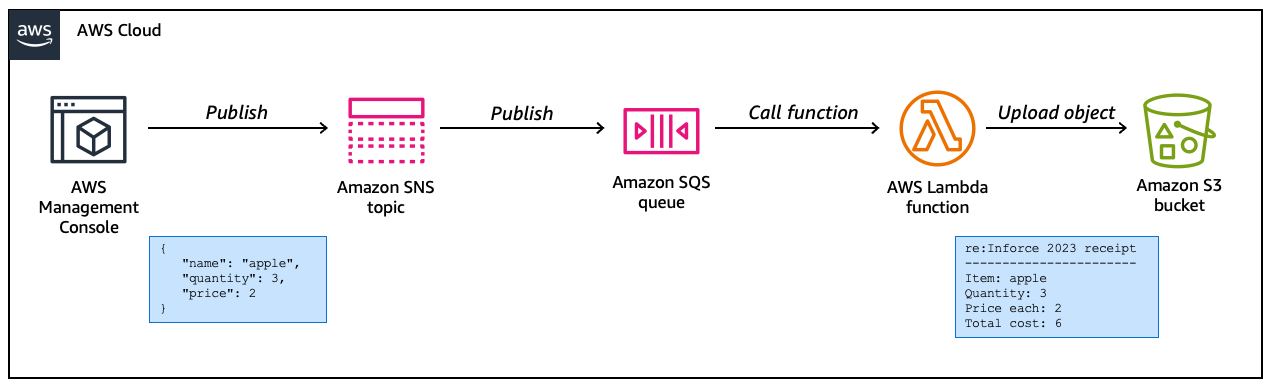 aws
AWS Cloud
Publish
Publish
Call function
Upload object
AWS
Management
Console
Amazon SNS
topic
Amazon SQS
queue
AWS Lambda
function
Amazon S3
bucket
{
"name": "apple",
"quantity": 3,
"price": 2
}
re:Inforce 2023 receipt
-----------------------
Item: apple
Quantity: 3
Price each: 2
Total cost: 6